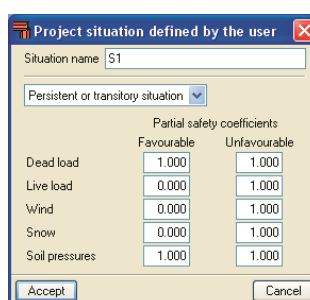 Project situation defined by the user
Situation name S1
Persistent or transitory situation
Partial safety coefficients
Favourable Unfavourable
Dead load 1.000 1.000
Live load 0.000 1.000
Wind 0.000 1.000
Snow 0.000 1.000
Soil pressures 1.000 1.000
Accept Cancel